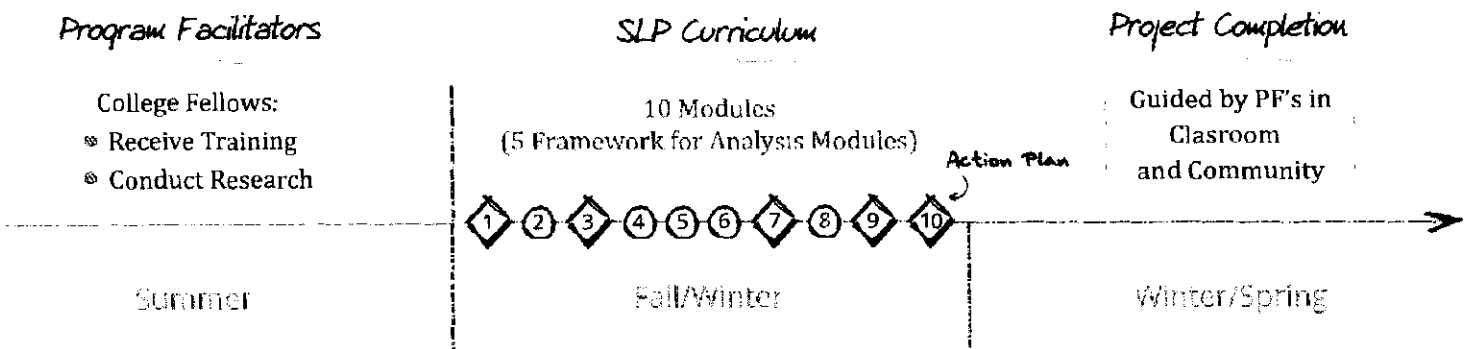 Program Facilitators
College Fellows:
Receive Training
Conduct Research
Summer
SLP Curriculum
10 Modules
(5 Framework for Analysis Modules)
Action Plan
1 2 3 4 5 6 7 8 9 10
Fall/Winter
Project Completion
Guided by PF's in
Clasroom
and Community
Winter/Spring